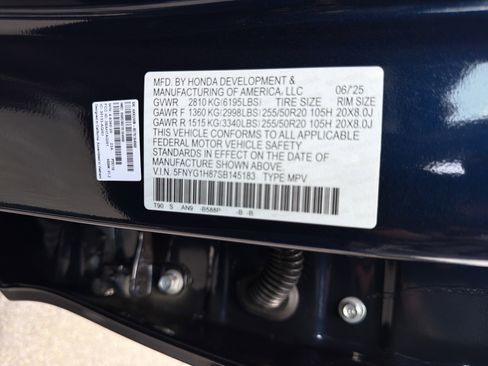 MFD. BY HONDA DEVELOPMENT &
MANUFACTURING OF AMERICA, LLC 06/25
GVWR 2810 KG(6195LBS) TIRE SIZE RIM SIZE
GAWR F 1360 KG(2998LBS) 255/50R20 105H 20X8.0J
GAWR R 1515 KG(3340LBS) 255/50R20 105H 20X8.0J
THIS VEHICLE CONFORMS TO ALL APPLICABLE
FEDERAL MOTOR VEHICLE SAFETY
STANDARDS IN EFFECT ON THE DATE OF
MANUFACTURE SHOWN ABOVE.
V.I.N. 5FNYG1H87SB145183 TYPE MPV
T90 S AN9 -B588P -B -B